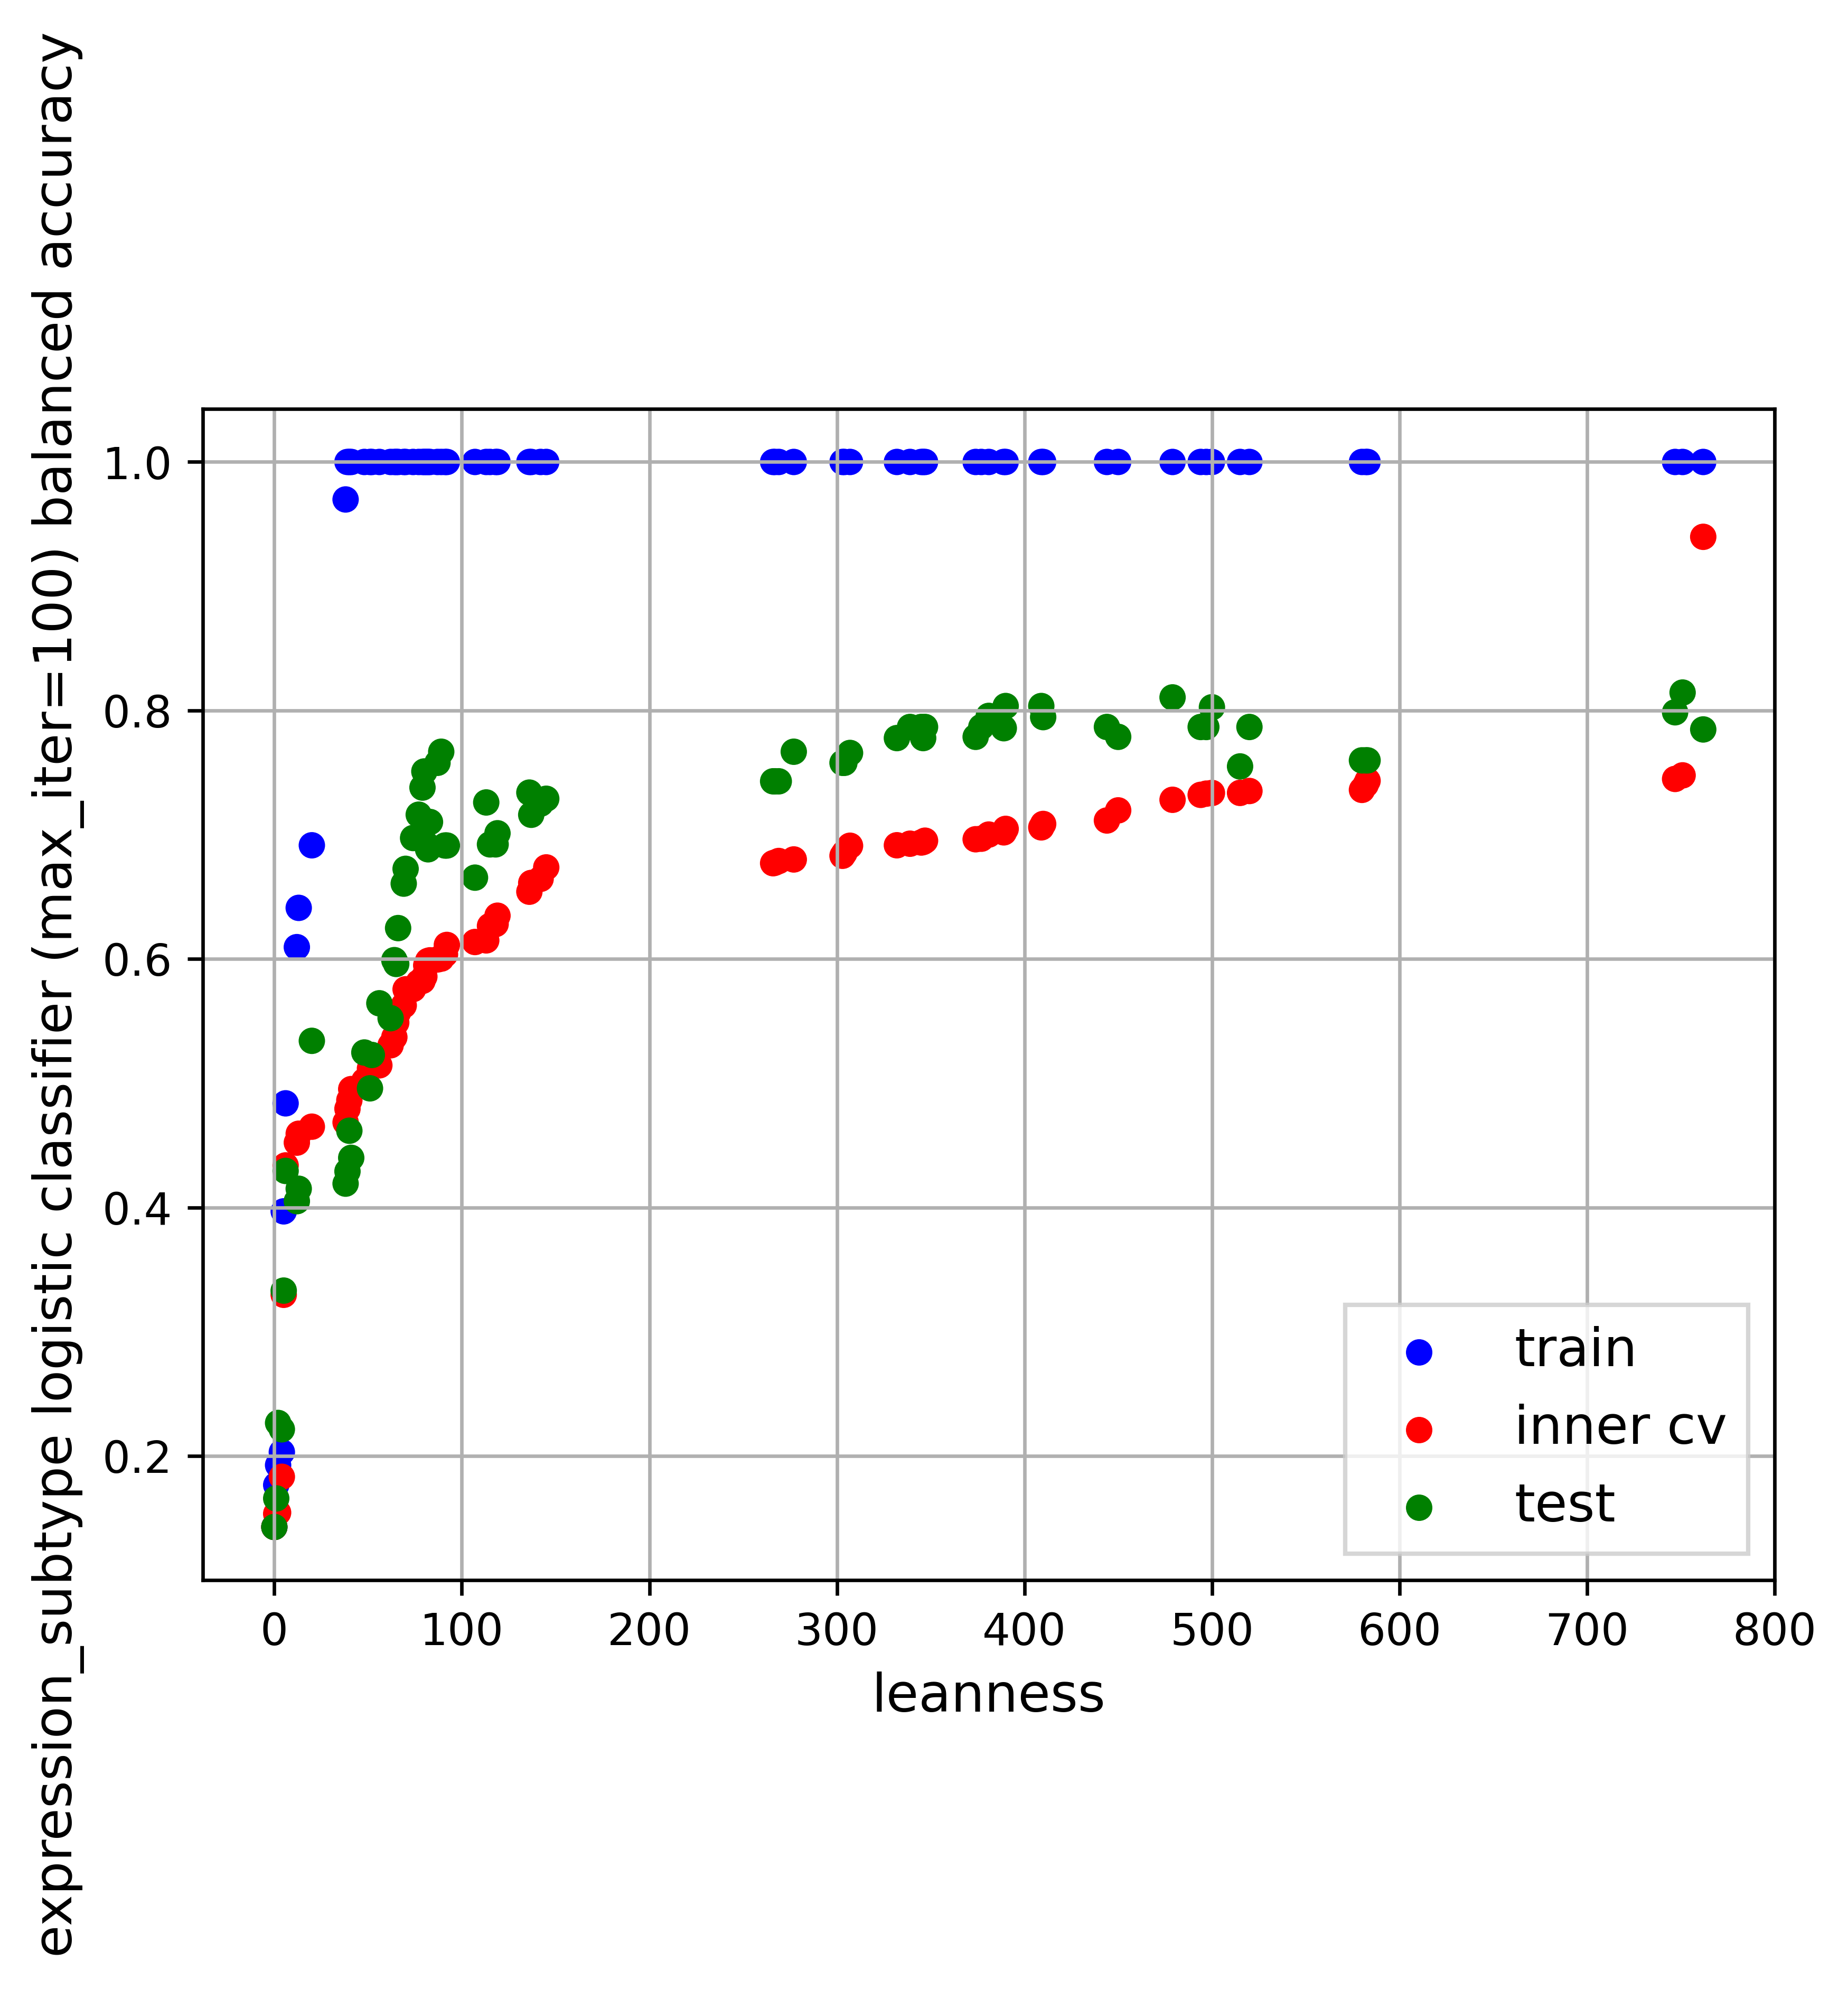 expression_subtype logistic classifier (max_iter=100) balanced accuracy
1.0
0.8
0.6
0.4
0.2
0 100 200 300 400 500 600 700 800
leanness
train
inner cv
test